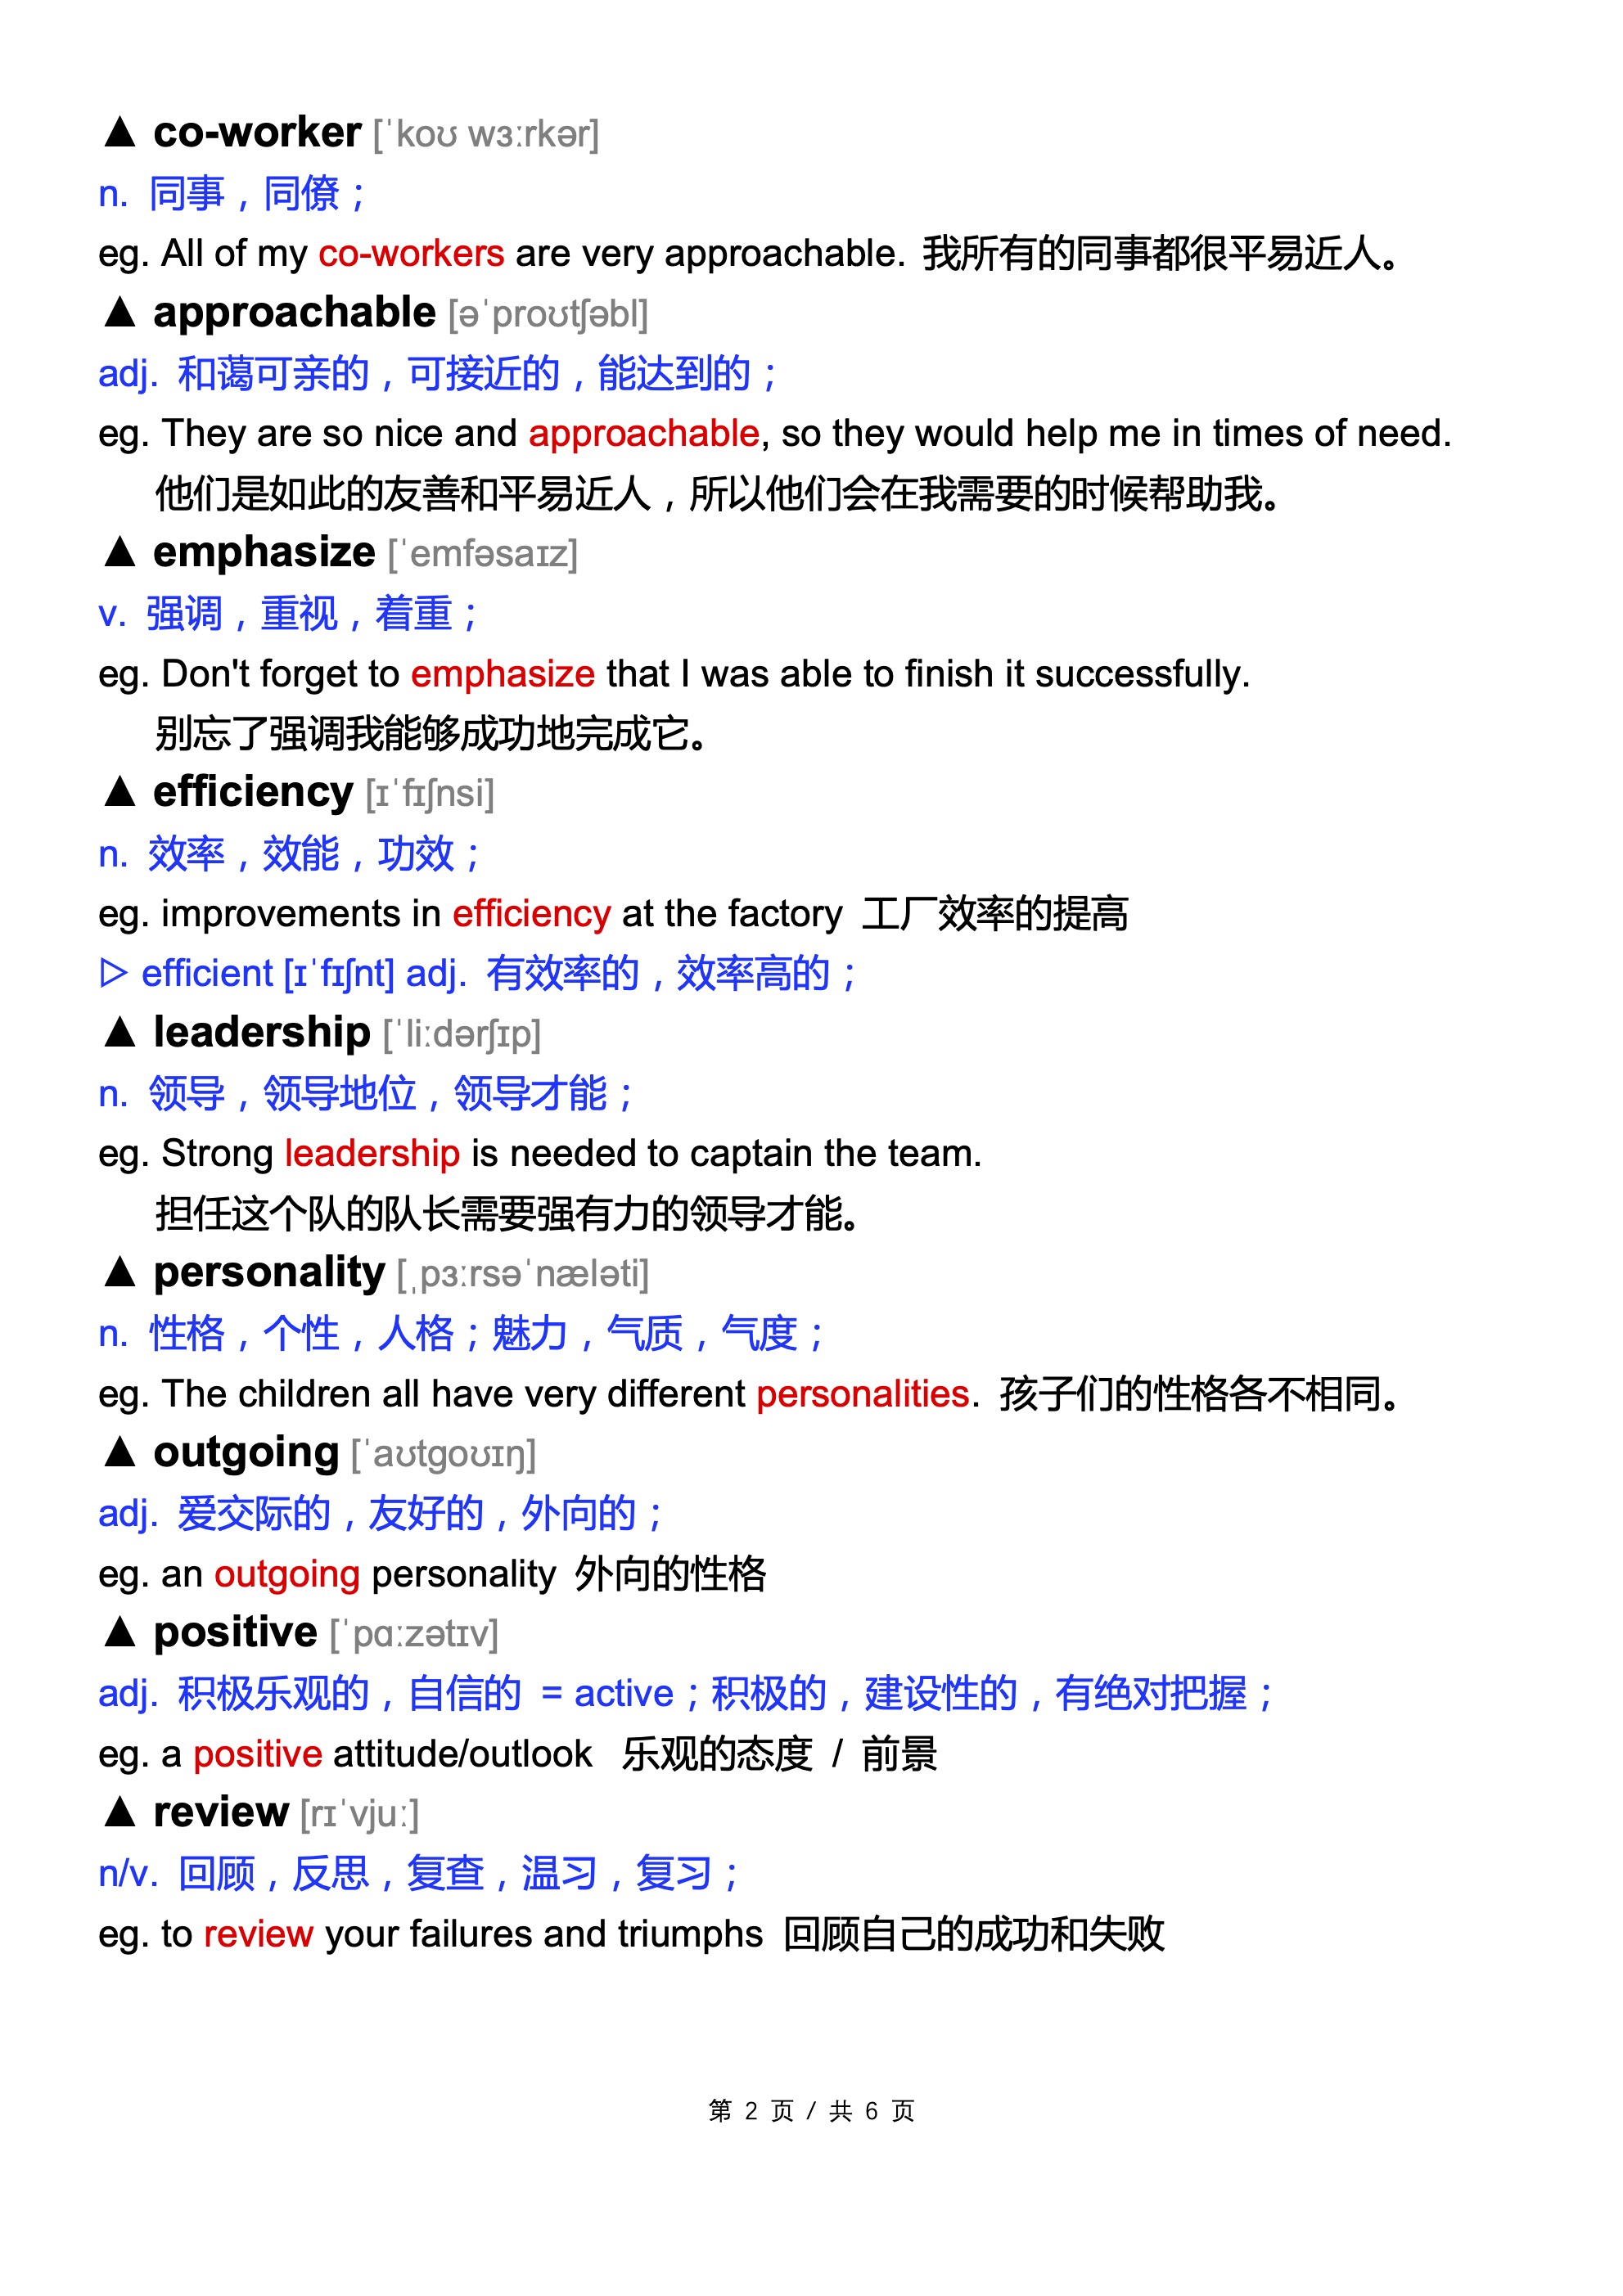 ▲ co-worker [ˈkoʊ wɜːrkər]
n. 同事，同僚；
eg. All of my co-workers are very approachable. 我所有的同事都很平易近人。
▲ approachable [əˈproʊtʃəbl]
adj. 和蔼可亲的，可接近的，能达到的；
eg. They are so nice and approachable, so they would help me in times of need.
他们是如此的友善和平易近人，所以他们会在我需要的时候帮助我。
▲ emphasize [ˈemfəsaɪz]
v. 强调，重视，着重；
eg. Don't forget to emphasize that I was able to finish it successfully.
别忘了强调我能够成功地完成它。
▲ efficiency [ɪˈfɪʃnsi]
n. 效率，效能，功效；
eg. improvements in efficiency at the factory 工厂效率的提高
▷ efficient [ɪˈfɪʃnt] adj. 有效率的，效率高的；
▲ leadership [ˈliːdərʃɪp]
n. 领导，领导地位，领导才能；
eg. Strong leadership is needed to captain the team.
担任这个队的队长需要强有力的领导才能。
▲ personality [ˌpɜːrsəˈnæləti]
n. 性格，个性，人格；魅力，气质，气度；
eg. The children all have very different personalities. 孩子们的性格各不相同。
▲ outgoing [ˈaʊtɡoʊɪŋ]
adj. 爱交际的，友好的，外向的；
eg. an outgoing personality 外向的性格
▲ positive [ˈpɑːzətɪv]
adj. 积极乐观的，自信的 = active；积极的，建设性的，有绝对把握；
eg. a positive attitude/outlook 乐观的态度 / 前景
▲ review [rɪˈvjuː]
n/v. 回顾，反思，复查，温习，复习；
eg. to review your failures and triumphs 回顾自己的成功和失败
第 2 页 / 共 6 页